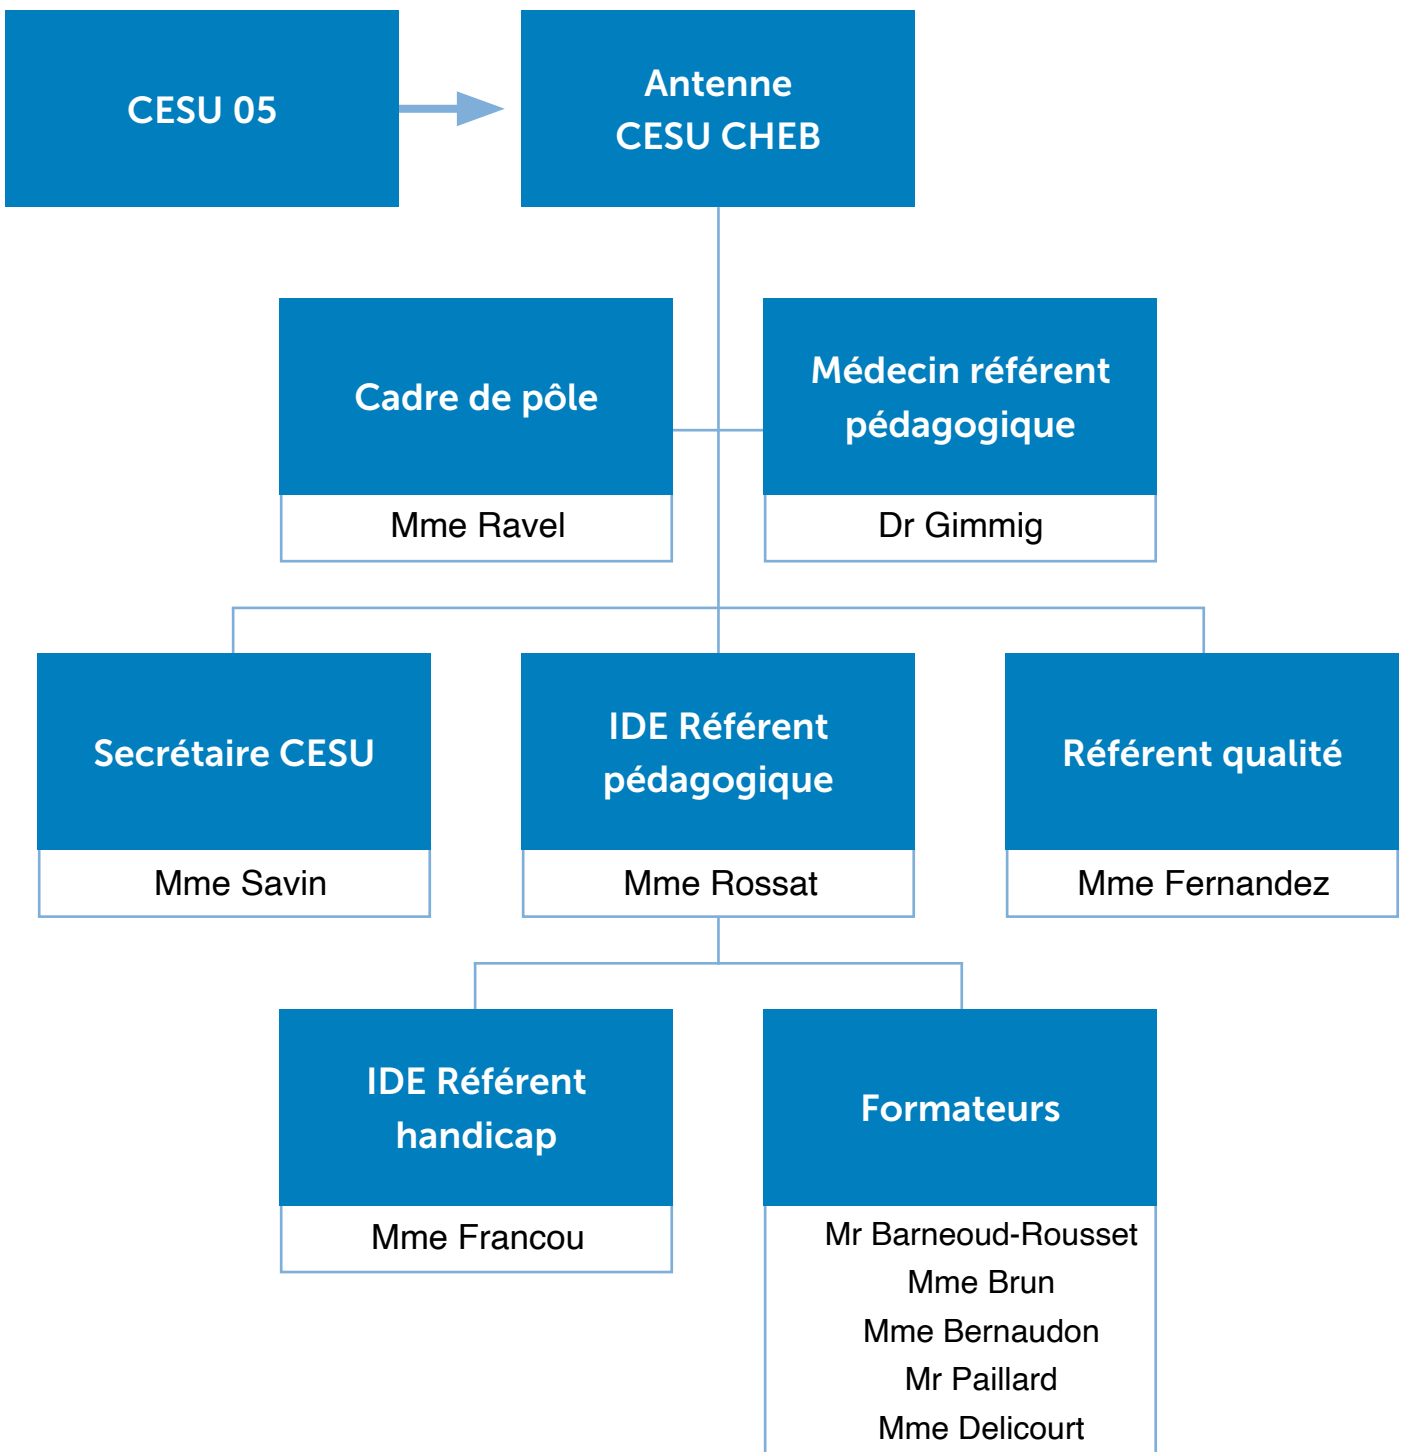 CESU 05
Antenne
CESU CHEB
Cadre de pôle
Mme Ravel
Médecin référent
pédagogique
Dr Gimmig
Secrétaire CESU
Mme Savin
IDE Référent
pédagogique
Mme Rossat
Référent qualité
Mme Fernandez
IDE Référent
handicap
Mme Francou
Formateurs
Mr Barneoud-Rousset
Mme Brun
Mme Bernaudon
Mr Paillard
Mme Delicourt